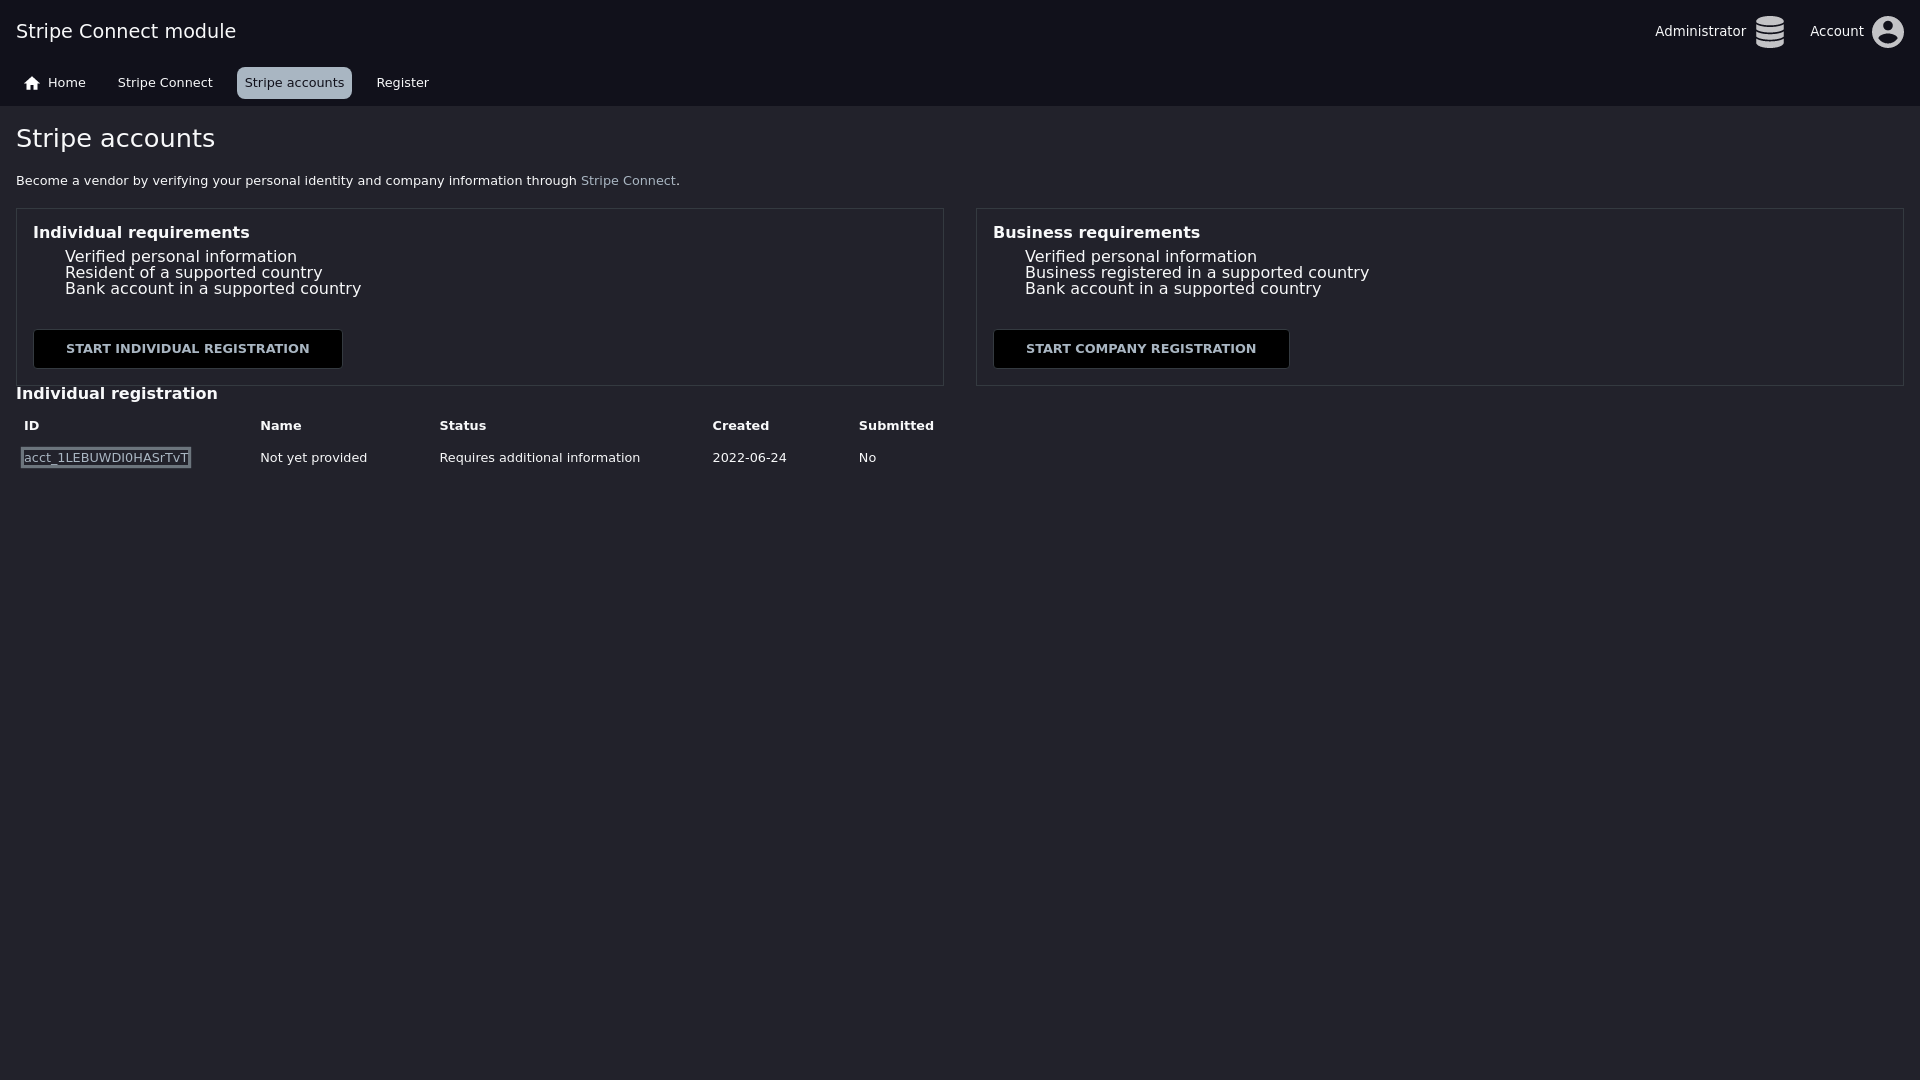 Stripe Connect module
Administrator
Account
Home
Stripe Connect
Stripe accounts
Register
Stripe accounts
Become a vendor by verifying your personal identity and company information through Stripe Connect.
Individual requirements
Verified personal information
Resident of a supported country
Bank account in a supported country
START INDIVIDUAL REGISTRATION
Business requirements
Verified personal information
Business registered in a supported country
Bank account in a supported country
START COMPANY REGISTRATION
Individual registration
ID Name Status Created Submitted
acct_1LEBUWDI0HASrTvT Not yet provided Requires additional information 2022-06-24 No